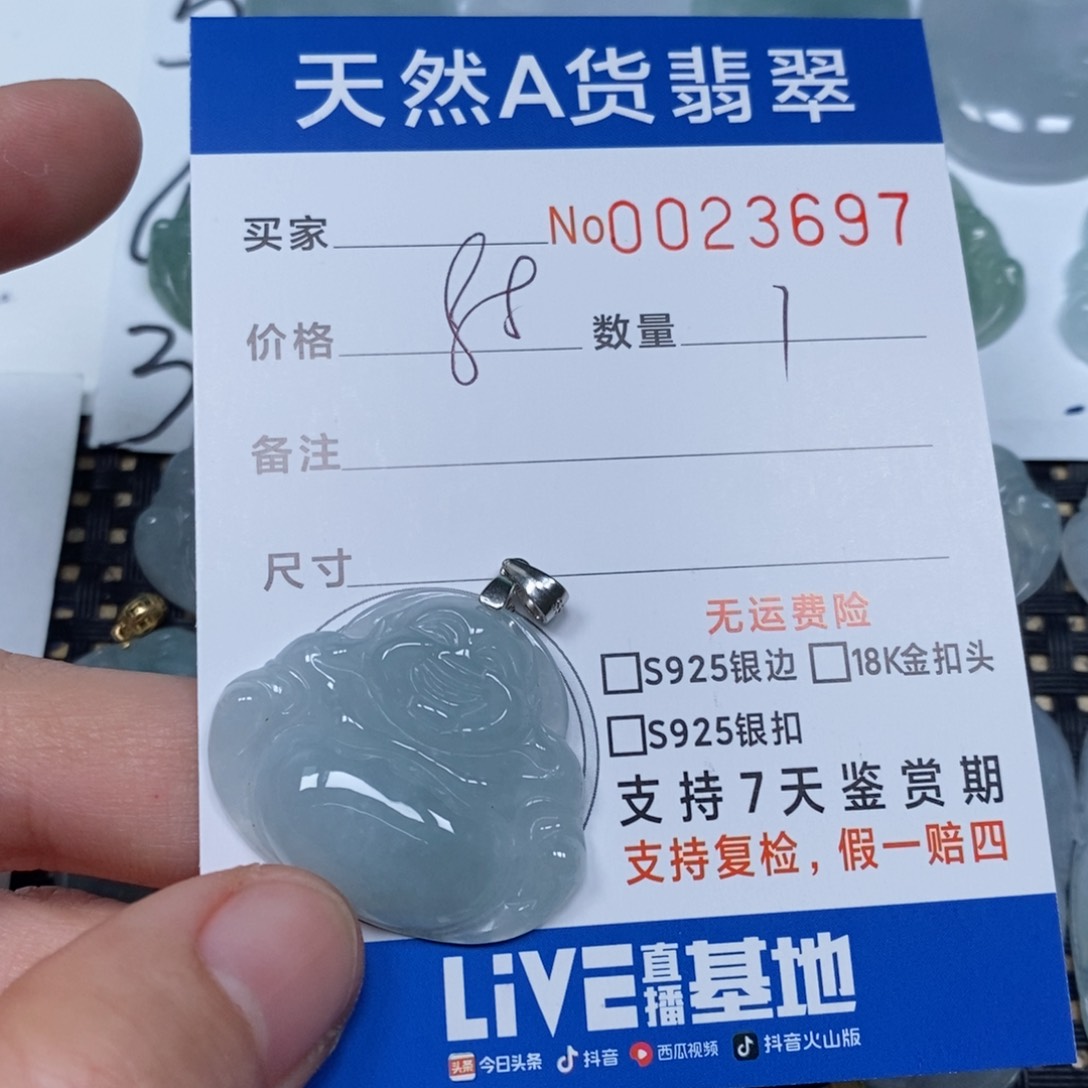 天然A货翡翠
买家 No0023697
价格 88 数量 1
备注
尺寸
无运费险
S925银边 18K金扣头
S925银扣
支持7天鉴赏期
支持复检，假一赔四
LiVE直播基地
头条 今日头条 抖音 西瓜视频 抖音火山版
3